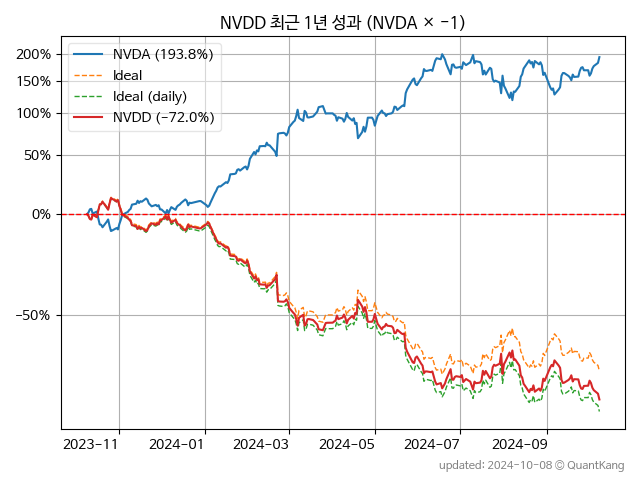 NVDD 최근 1년 성과 (NVDA × −1)
NVDA (193.8%)
Ideal
Ideal (daily)
NVDD (−72.0%)
200%
150%
100%
50%
0%
−50%
2023-11
2024-01
2024-03
2024-05
2024-07
2024-09
updated: 2024-10-08 © QuantKang